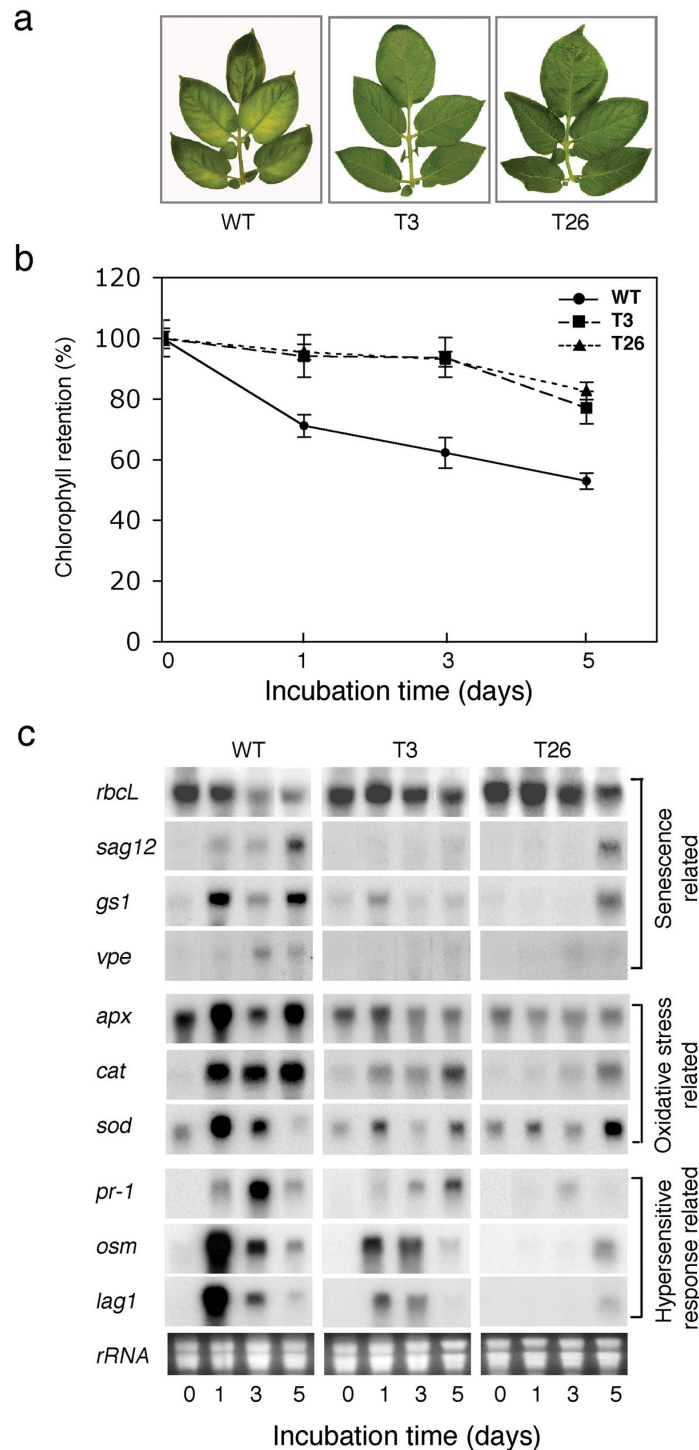 a
WT T3 T26
b
120
100
80
60
40
20
0
Chlorophyll retention (%)
WT
T3
T26
0 1 3 5
Incubation time (days)
c
WT T3 T26
rbcL
sag12
gs1
vpe
Senescence
related
apx
cat
sod
Oxidative stress
related
pr-1
osm
lag1
Hypersensitive
response related
rRNA
0 1 3 5 0 1 3 5 0 1 3 5
Incubation time (days)